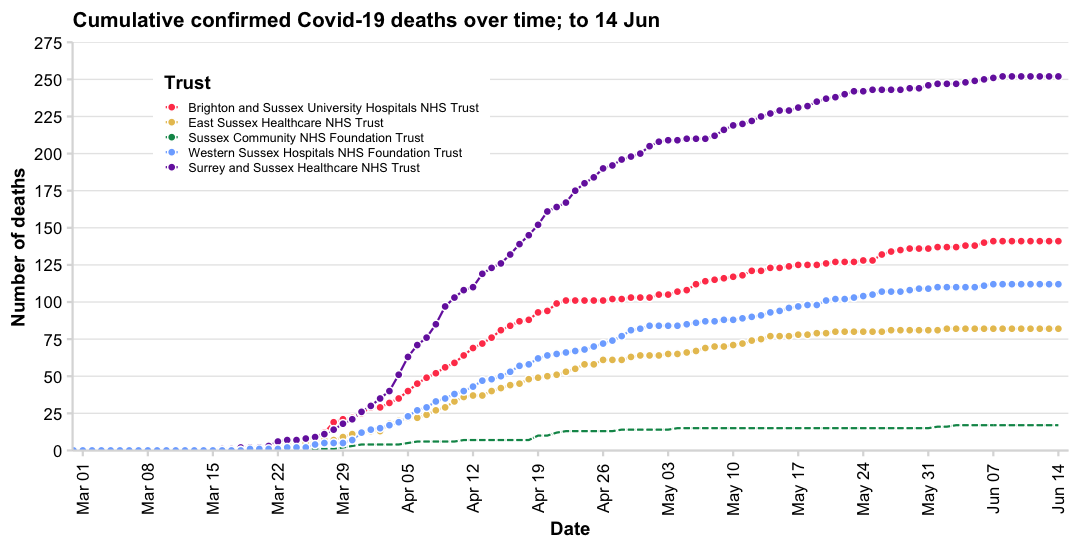 Cumulative confirmed Covid-19 deaths over time; to 14 Jun
275
250
225
200
175
150
125
100
75
50
25
0
Number of deaths
Trust
Brighton and Sussex University Hospitals NHS Trust
East Sussex Healthcare NHS Trust
Sussex Community NHS Foundation Trust
Western Sussex Hospitals NHS Foundation Trust
Surrey and Sussex Healthcare NHS Trust
Mar 01
Mar 08
Mar 15
Mar 22
Mar 29
Apr 05
Apr 12
Apr 19
Apr 26
May 03
May 10
May 17
May 24
May 31
Jun 07
Jun 14
Date